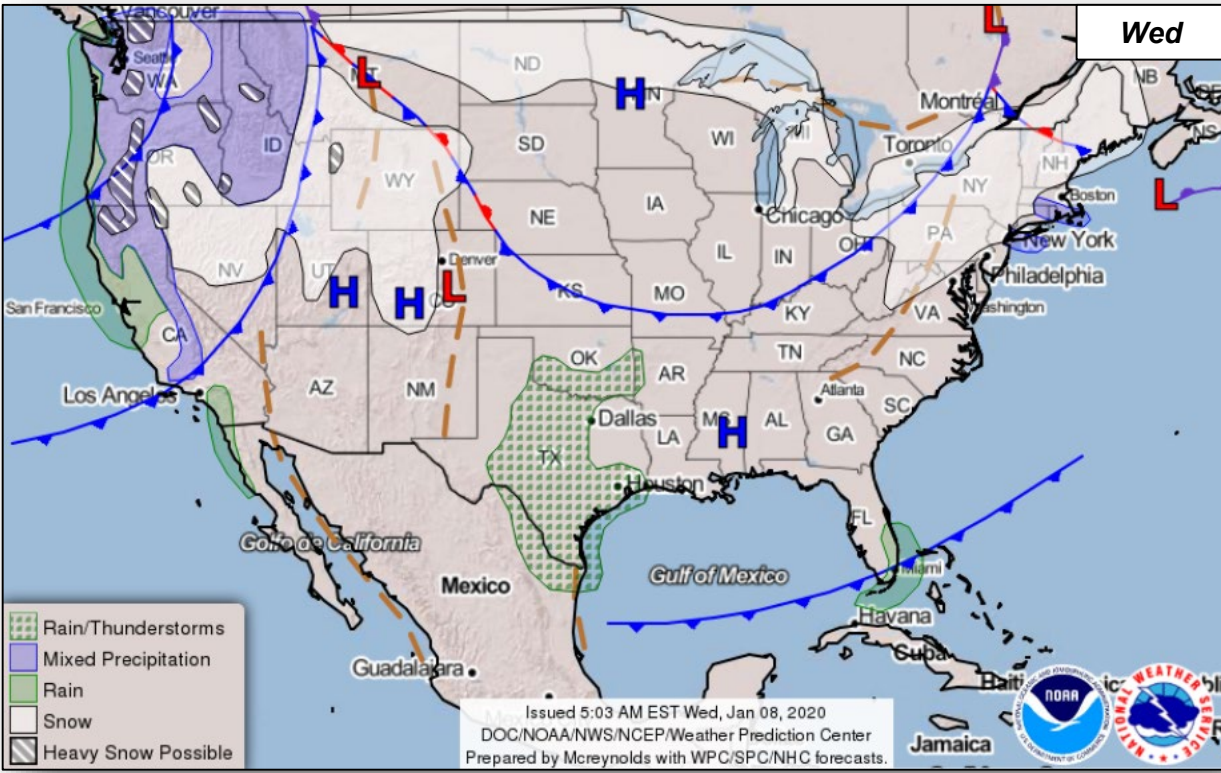 Wed
Vancouver
Seattle
WA
MT
ND
MN
Montréal
NB
NS
OR
ID
WY
SD
WI
MI
Toronto
NH
Boston
NY
NE
IA
Chicago
IL
IN
OH
PA
New York
Philadelphia
Washington
NV
UT
Denver
CO
KS
MO
KY
VA
San Francisco
CA
Los Angeles
AZ
NM
OK
AR
TN
NC
SC
Atlanta
Dallas
MS
AL
GA
LA
TX
Houston
FL
Miami
Golfo de California
Mexico
Gulf of Mexico
Havana
Cuba
Guadalajara
Jamaica
H
H
H
H
L
L
L
L
Rain/Thunderstorms
Mixed Precipitation
Rain
Snow
Heavy Snow Possible
Issued 5:03 AM EST Wed, Jan 08, 2020
DOC/NOAA/NWS/NCEP/Weather Prediction Center
Prepared by Mcreynolds with WPC/SPC/NHC forecasts.
NOAA
NATIONAL WEATHER SERVICE